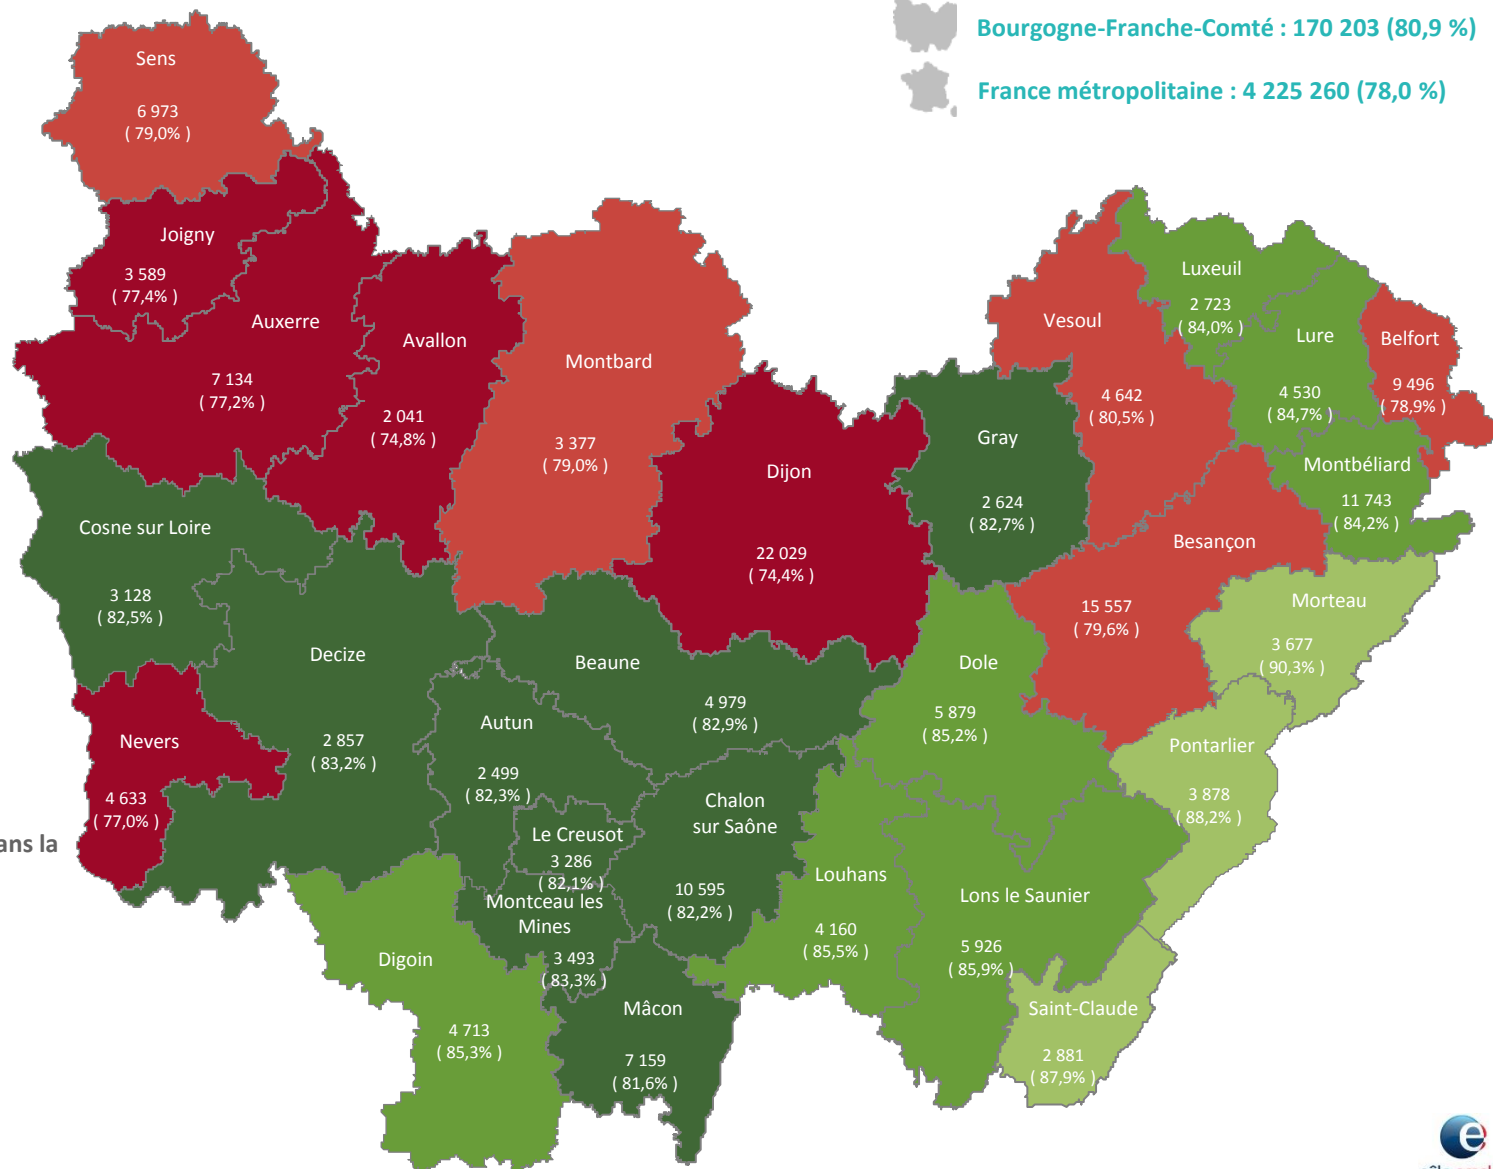 Bourgogne-Franche-Comté : 170 203 (80,9 %)
France métropolitaine : 4 225 260 (78,0 %)
Sens
6 973
( 79,0% )
Joigny
3 589
(77,4% )
Auxerre
7 134
(77,2% )
Avallon
2 041
(74,8% )
Montbard
3 377
(79,0% )
Dijon
22 029
( 74,4% )
Vesoul
4 642
( 80,5% )
Luxeuil
2 723
( 84,0% )
Lure
4 530
( 84,7% )
Belfort
9 496
( 78,9% )
Gray
2 624
( 82,7% )
Montbéliard
11 743
( 84,2% )
Besançon
15 557
( 79,6% )
Morteau
3 677
( 90,3% )
Cosne sur Loire
3 128
( 82,5% )
Decize
2 857
( 83,2% )
Beaune
4 979
( 82,9% )
Dole
5 879
( 85,2% )
Nevers
4 633
( 77,0% )
Autun
2 499
( 82,3% )
Pontarlier
3 878
( 88,2% )
Chalon
sur Saône
10 595
( 82,2% )
Le Creusot
3 286
( 82,1% )
ans la
Montceau les
Mines
3 493
(83,3% )
Louhans
4 160
( 85,5% )
Lons le Saunier
5 926
( 85,9% )
Digoin
4 713
( 85,3% )
Mâcon
7 159
( 81,6% )
Saint-Claude
2 881
( 87,9% )
e